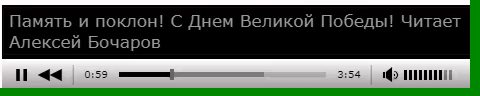 Память и поклон! С Днем Великой Победы! Читает
Алексей Бочаров
0:59 3:54